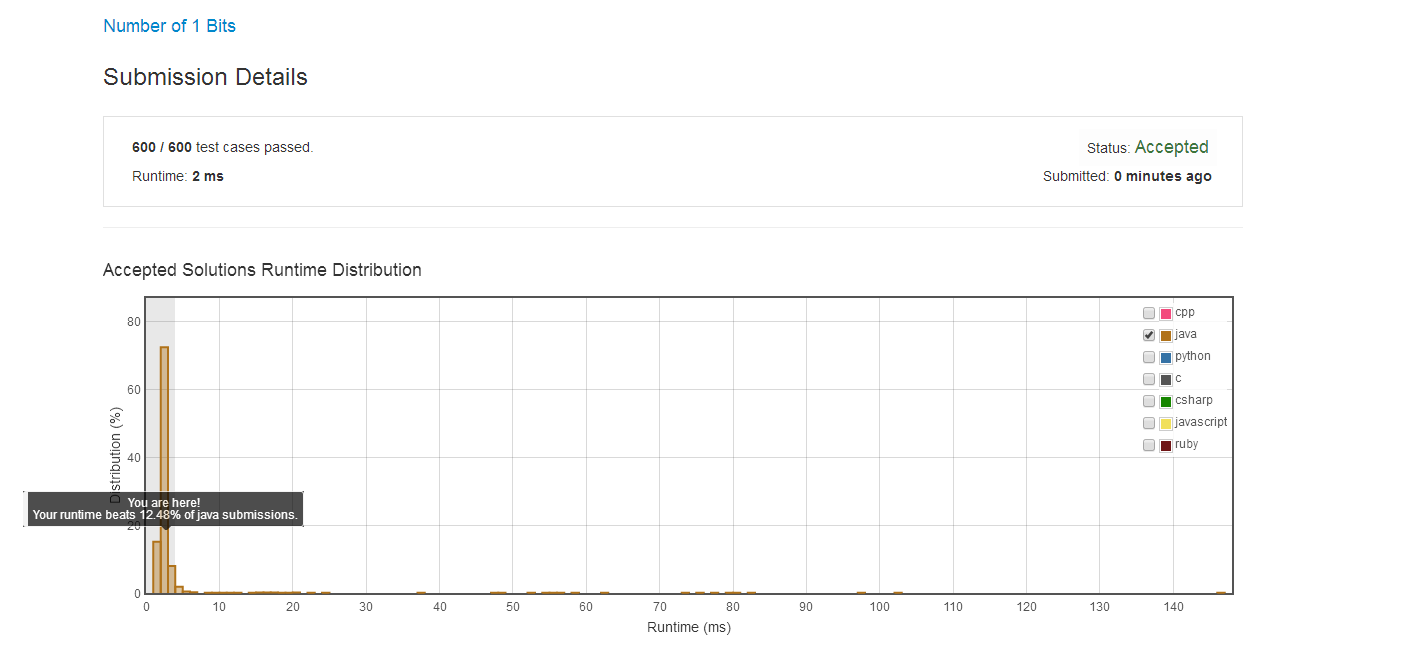 Number of 1 Bits
Submission Details
600 / 600 test cases passed.
Status: Accepted
Runtime: 2 ms
Submitted: 0 minutes ago
Accepted Solutions Runtime Distribution
cpp
java
python
c
csharp
javascript
ruby
80
60
40
20
0
Distribution (%)
You are here!
Your runtime beats 12.48% of java submissions.
0 10 20 30 40 50 60 70 80 90 100 110 120 130 140
Runtime (ms)